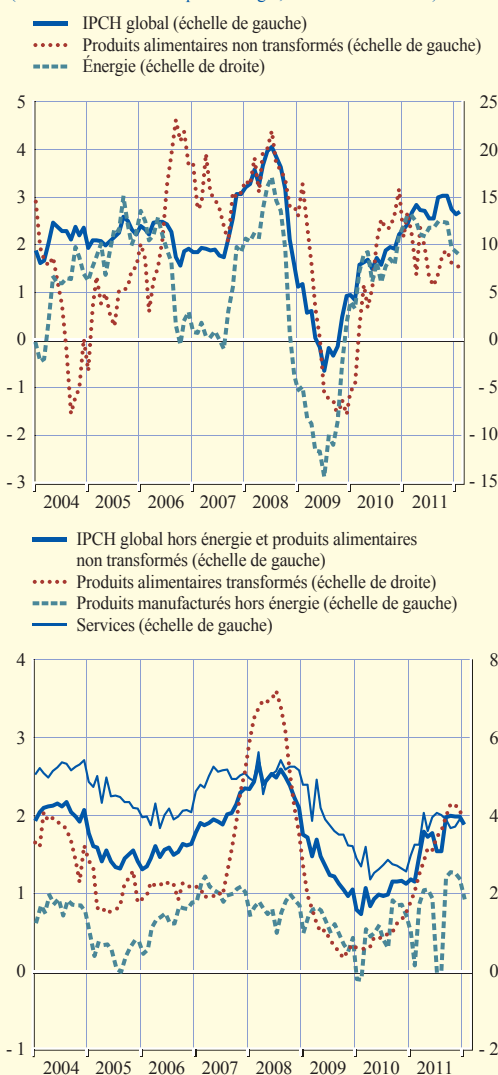 IPCH global (échelle de gauche)
Produits alimentaires non transformés (échelle de gauche)
Énergie (échelle de droite)
5 25
4 20
3 15
2 10
1 5
0 0
- 1 - 5
- 2 - 10
- 3 - 15
2004 2005 2006 2007 2008 2009 2010 2011
IPCH global hors énergie et produits alimentaires
non transformés (échelle de gauche)
Produits alimentaires transformés (échelle de droite)
Produits manufacturés hors énergie (échelle de gauche)
Services (échelle de gauche)
4 8
3 6
2 4
1 2
0 0
- 1 - 2
2004 2005 2006 2007 2008 2009 2010 2011